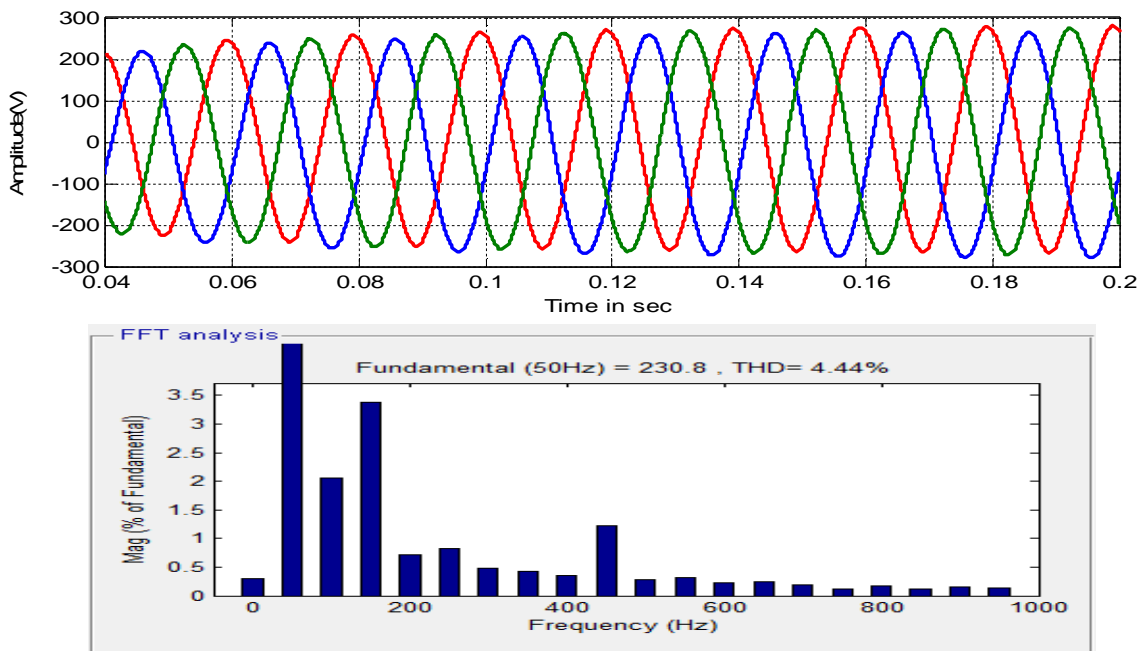 300
200
100
0
-100
-200
-300
Amplitude(V)
0.04 0.06 0.08 0.1 0.12 0.14 0.16 0.18 0.2
Time in sec
FFT analysis
Fundamental (50Hz) = 230.8 , THD= 4.44%
3.5
3
2.5
2
1.5
1
0.5
0
Mag (% of Fundamental)
0 200 400 600 800 1000
Frequency (Hz)